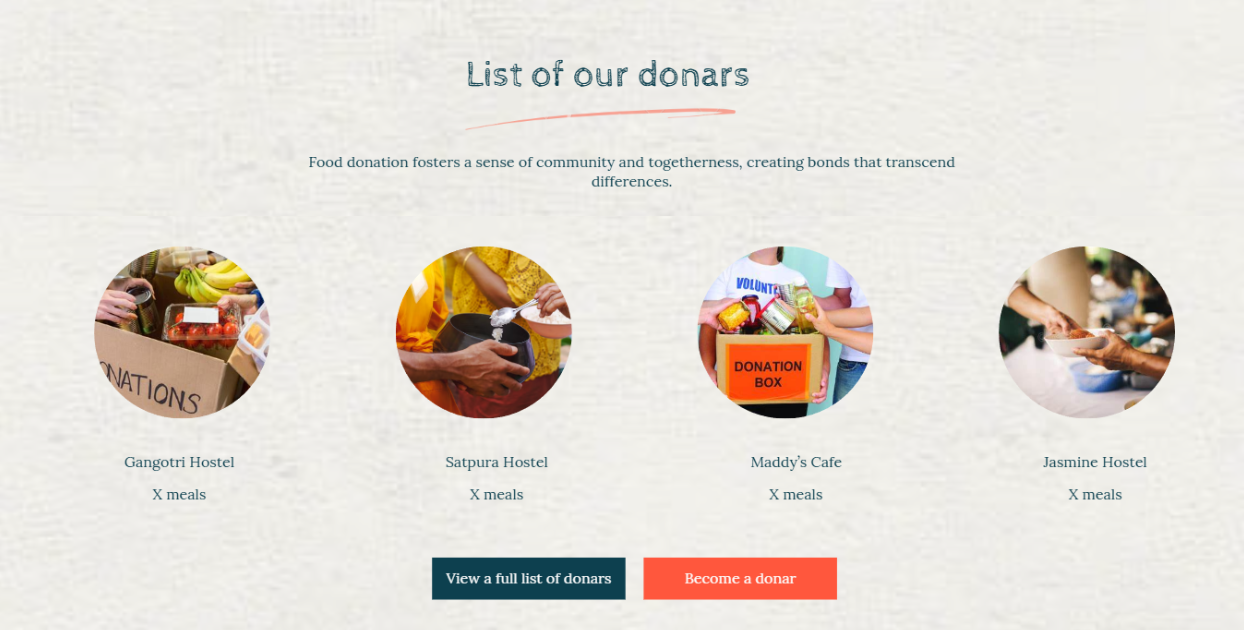 List of our donars
Food donation fosters a sense of community and togetherness, creating bonds that transcend
differences.
NATIONS
VOLUNTE
DONATION
BOX
Gangotri Hostel
Satpura Hostel
Maddy's Cafe
Jasmine Hostel
X meals
X meals
X meals
X meals
View a full list of donars
Become a donar